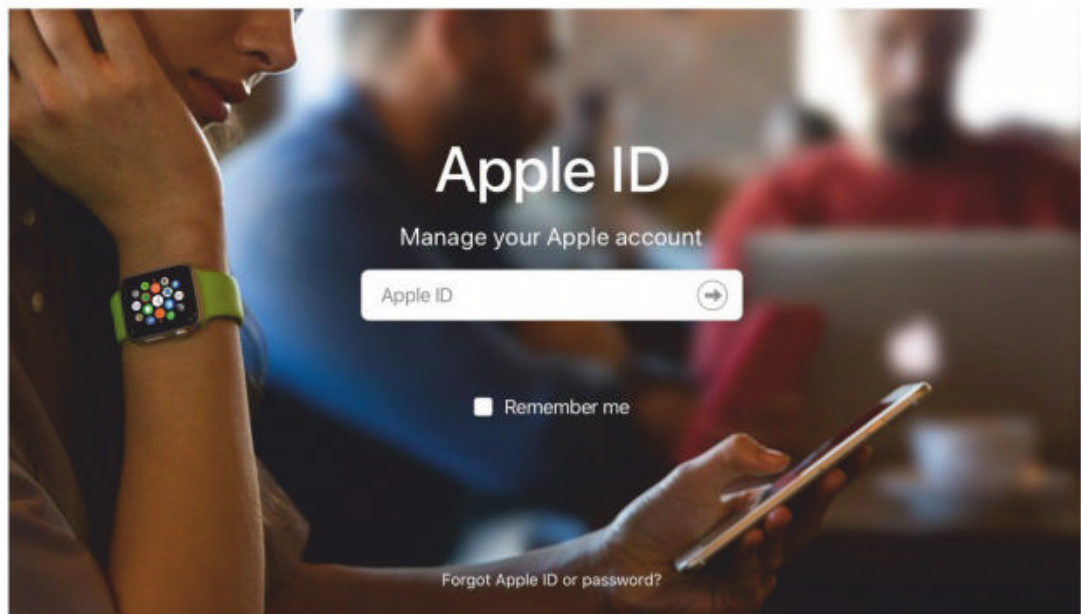 Apple ID
Manage your Apple account
Apple ID
Remember me
Forgot Apple ID or password?